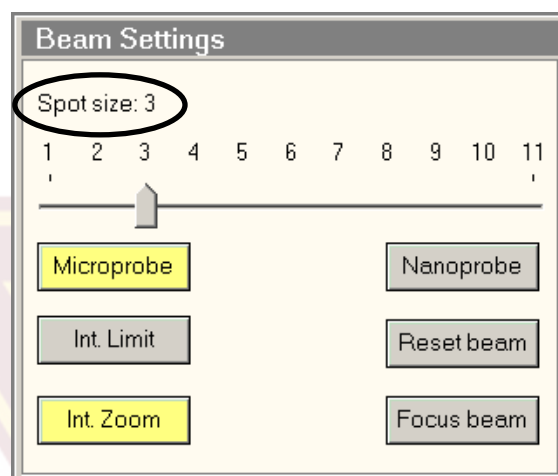 Beam Settings
Spot size: 3
1 2 3 4 5 6 7 8 9 10 11
Microprobe Nanoprobe
Int. Limit Reset beam
Int. Zoom Focus beam